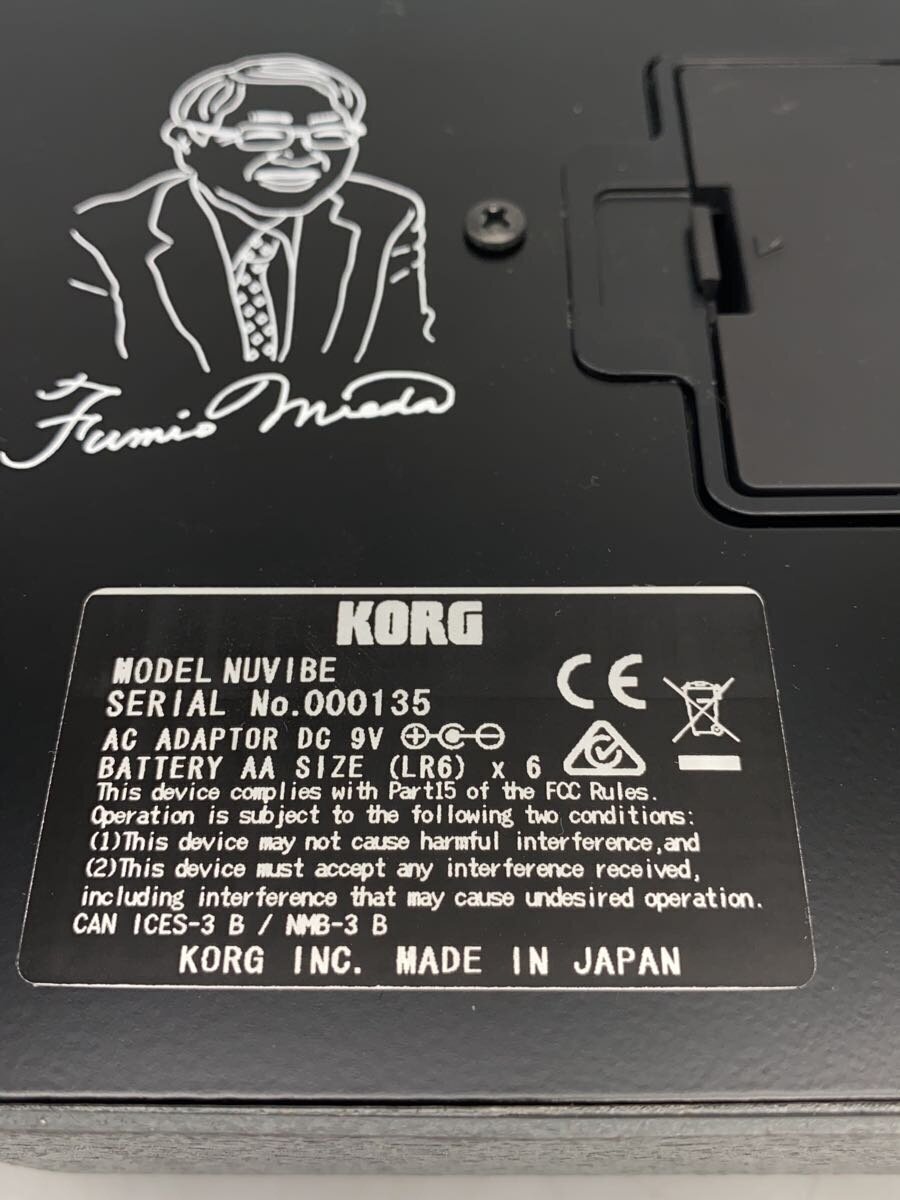 Fumio Mieda
KORG
MODEL NUVIBE
SERIAL No.000135
AC ADAPTOR DC 9V
BATTERY AA SIZE (LR6) x 6
This device complies with Part15 of the FCC Rules.
Operation is subject to the following two conditions:
(1)This device may not cause harmful interference,and
(2)This device must accept any interference received,
including interference that may cause undesired operation.
CAN ICES-3 B / NMB-3 B
KORG INC. MADE IN JAPAN